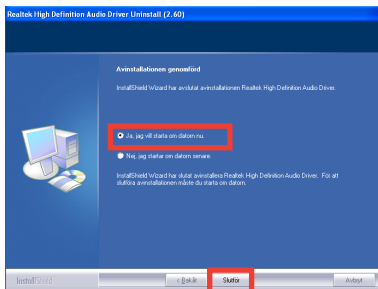 Realtek High Definition Audio Driver Uninstall (2.60)
Avinstallationen genomförd
InstallShield Wizard har avslutat avinstallationen Realtek High Definition Audio Driver.
Ja, jag vill starta om datorn nu.
Nej, jag startar om datorn senare.
InstallShield Wizard har slutat avinstallera Realtek High Definition Audio Driver. För att
slutföra avinstallationen måste du starta om datorn.
InstallShield
< Bakåt
Slutför
Avbryt